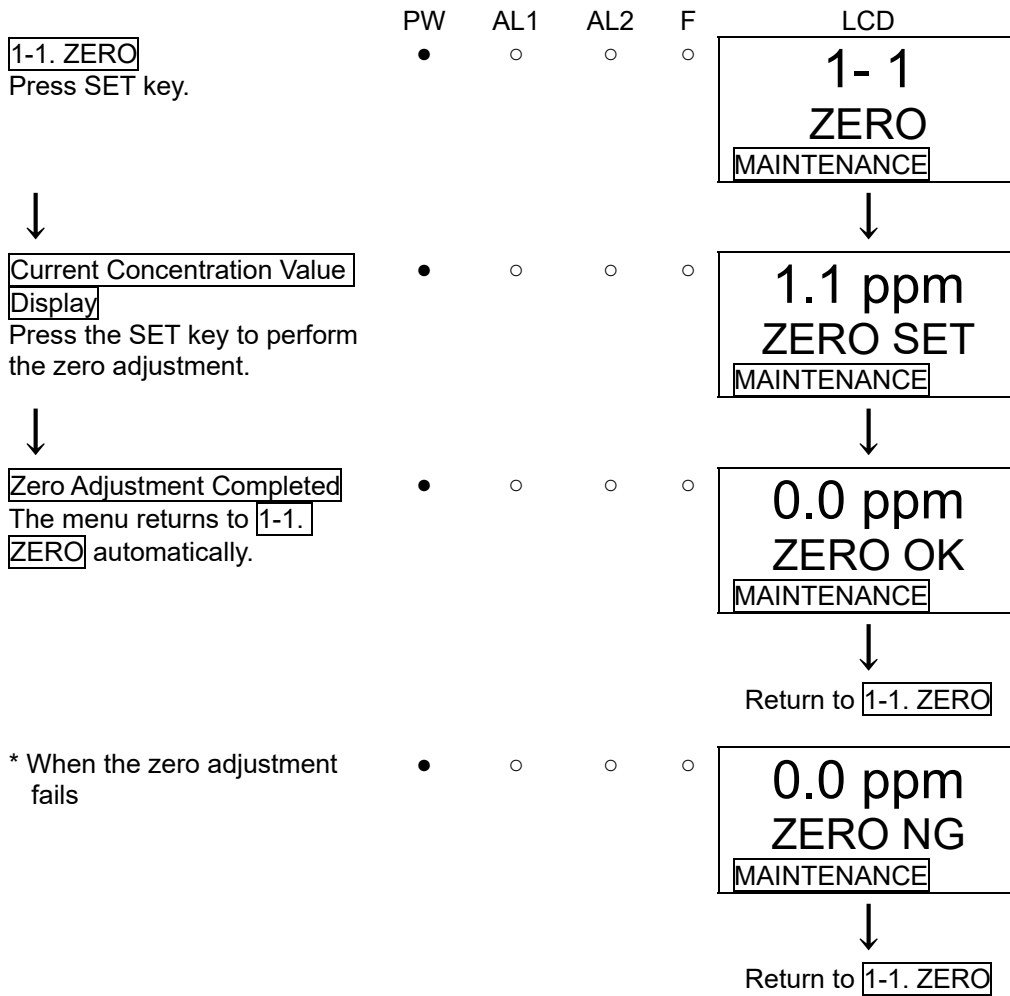 PW AL1 AL2 F LCD
1-1. ZERO ● ○ ○ ○ 1- 1
Press SET key.
ZERO
MAINTENANCE
↓ ↓
Current Concentration Value ● ○ ○ ○ 1.1 ppm
Display
Press the SET key to perform ZERO SET
the zero adjustment.
MAINTENANCE
↓ ↓
Zero Adjustment Completed ● ○ ○ ○ 0.0 ppm
The menu returns to 1-1.
ZERO automatically. ZERO OK
MAINTENANCE
↓
Return to 1-1. ZERO
* When the zero adjustment ● ○ ○ ○ 0.0 ppm
fails
ZERO NG
MAINTENANCE
↓
Return to 1-1. ZERO